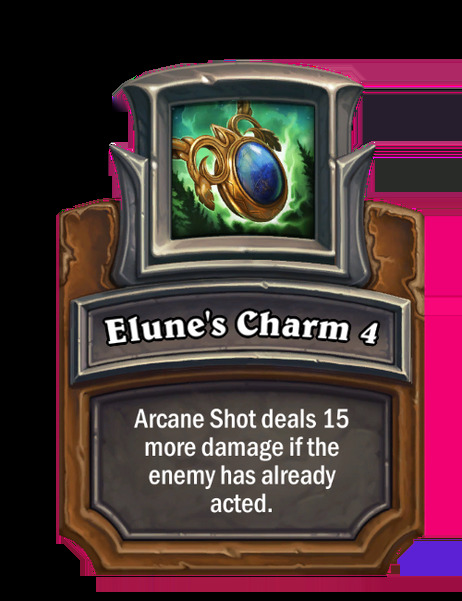 Elune's Charm 4
Arcane Shot deals 15
more damage if the
enemy has already
acted.